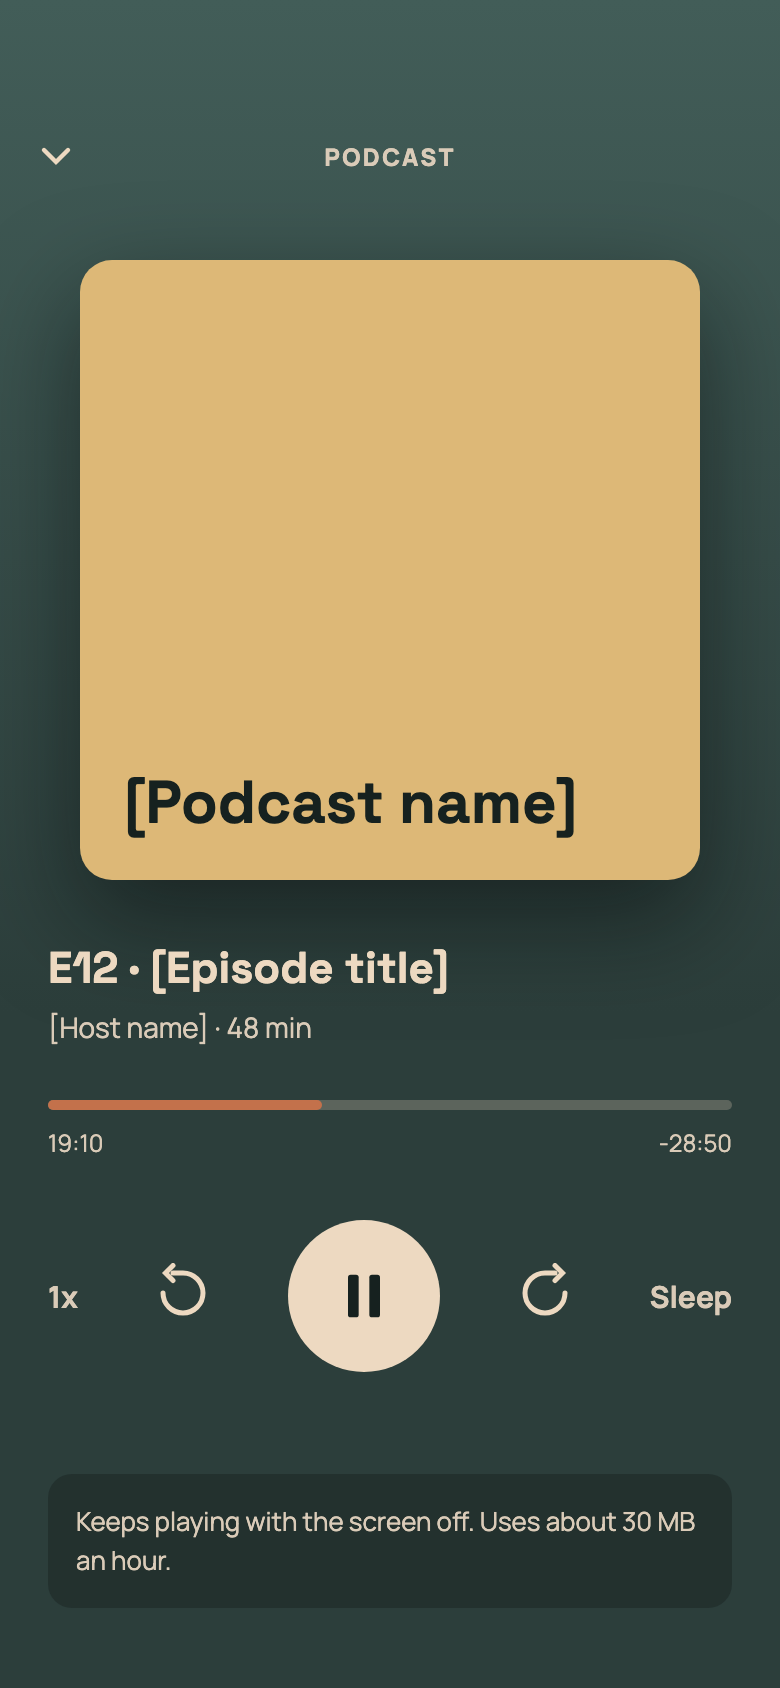 PODCAST
[Podcast name]
E12 · [Episode title]
[Host name] · 48 min
19:10
-28:50
1x
Sleep
Keeps playing with the screen off. Uses about 30 MB
an hour.